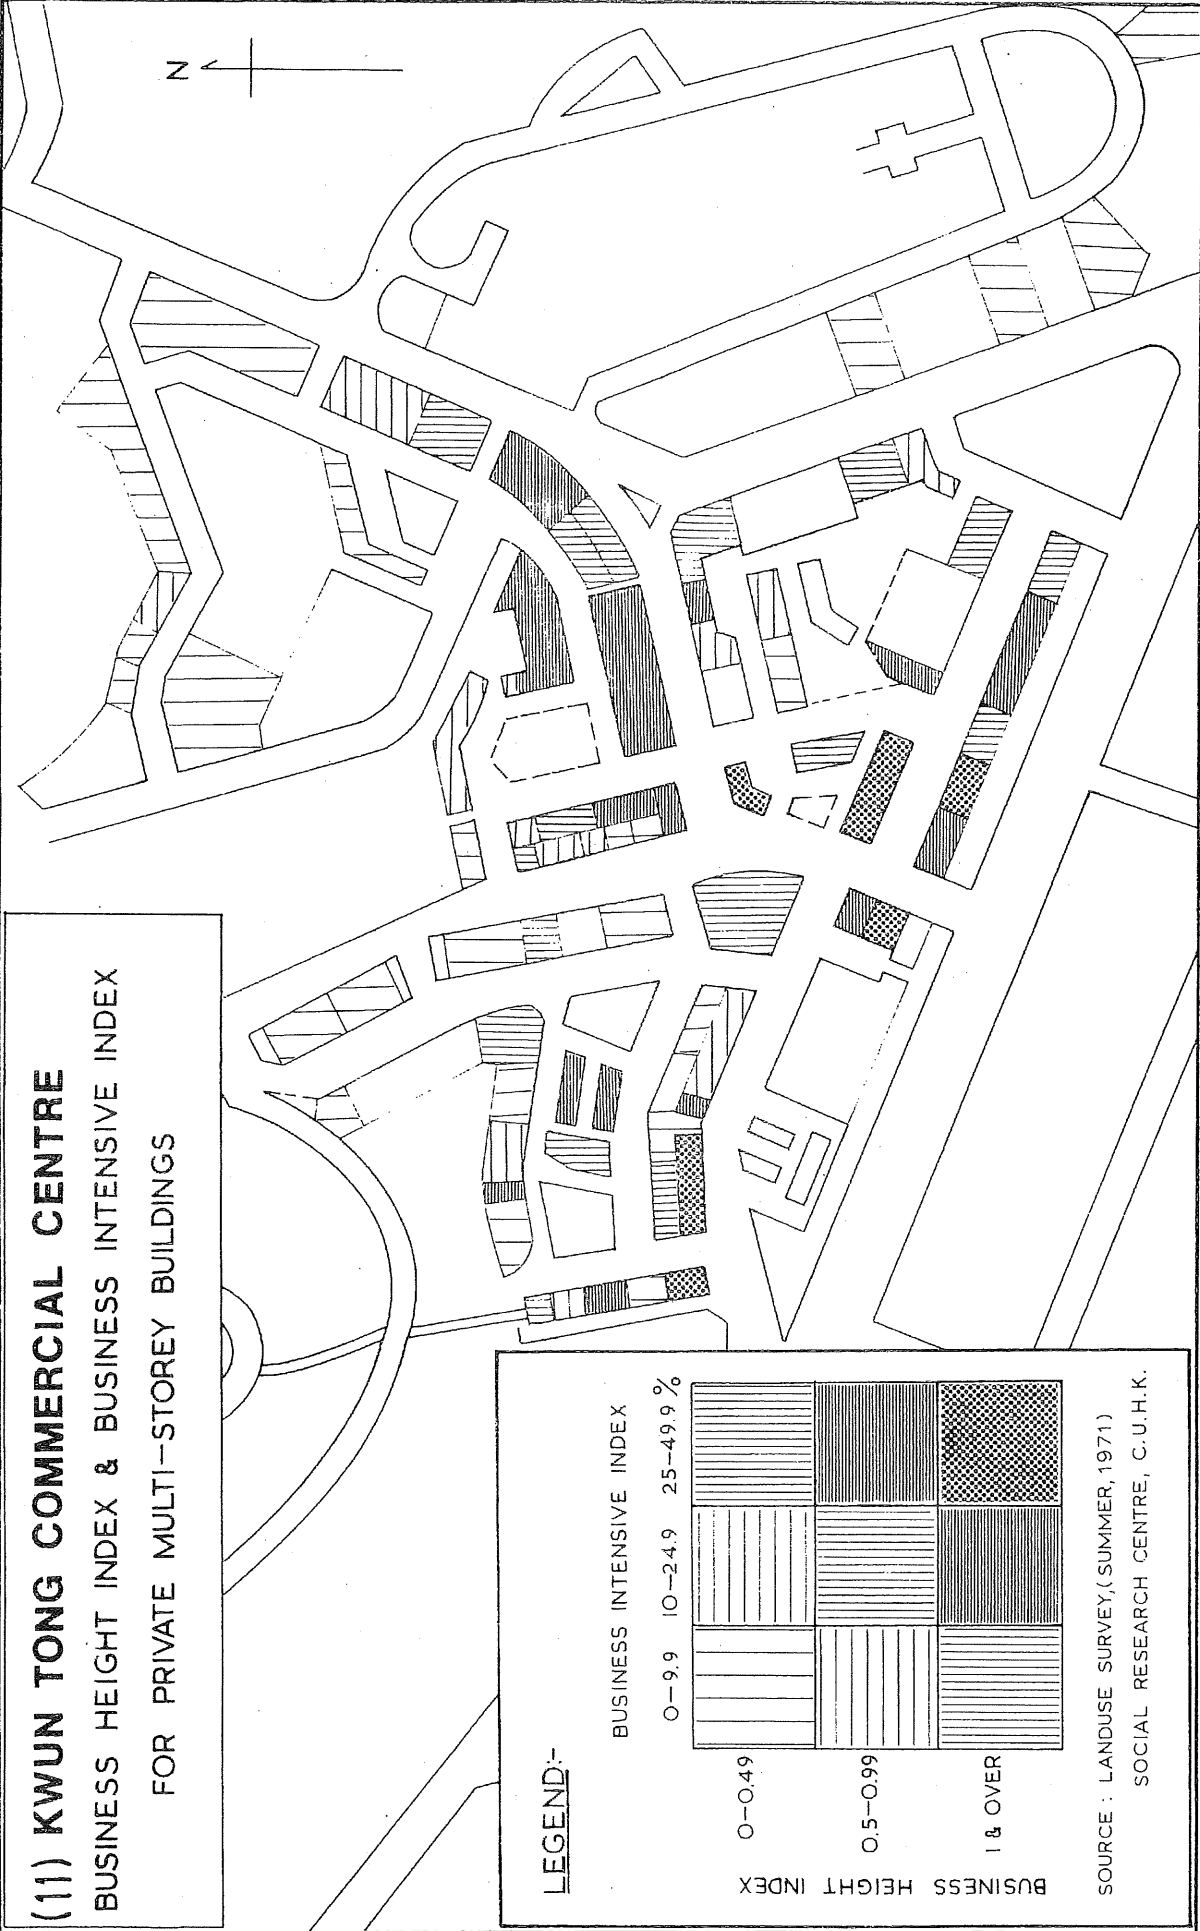 (11) KWUN TONG COMMERCIAL CENTRE
BUSINESS HEIGHT INDEX & BUSINESS INTENSIVE INDEX
FOR PRIVATE MULTI-STOREY BUILDINGS
N
LEGEND:-
BUSINESS INTENSIVE INDEX
0-9.9 10-24.9 25-49.9 %
BUSINESS HEIGHT INDEX
0-0.49
0.5-0.99
1 & OVER
SOURCE : LANDUSE SURVEY,(SUMMER,1971)
SOCIAL RESEARCH CENTRE, C.U.H.K.